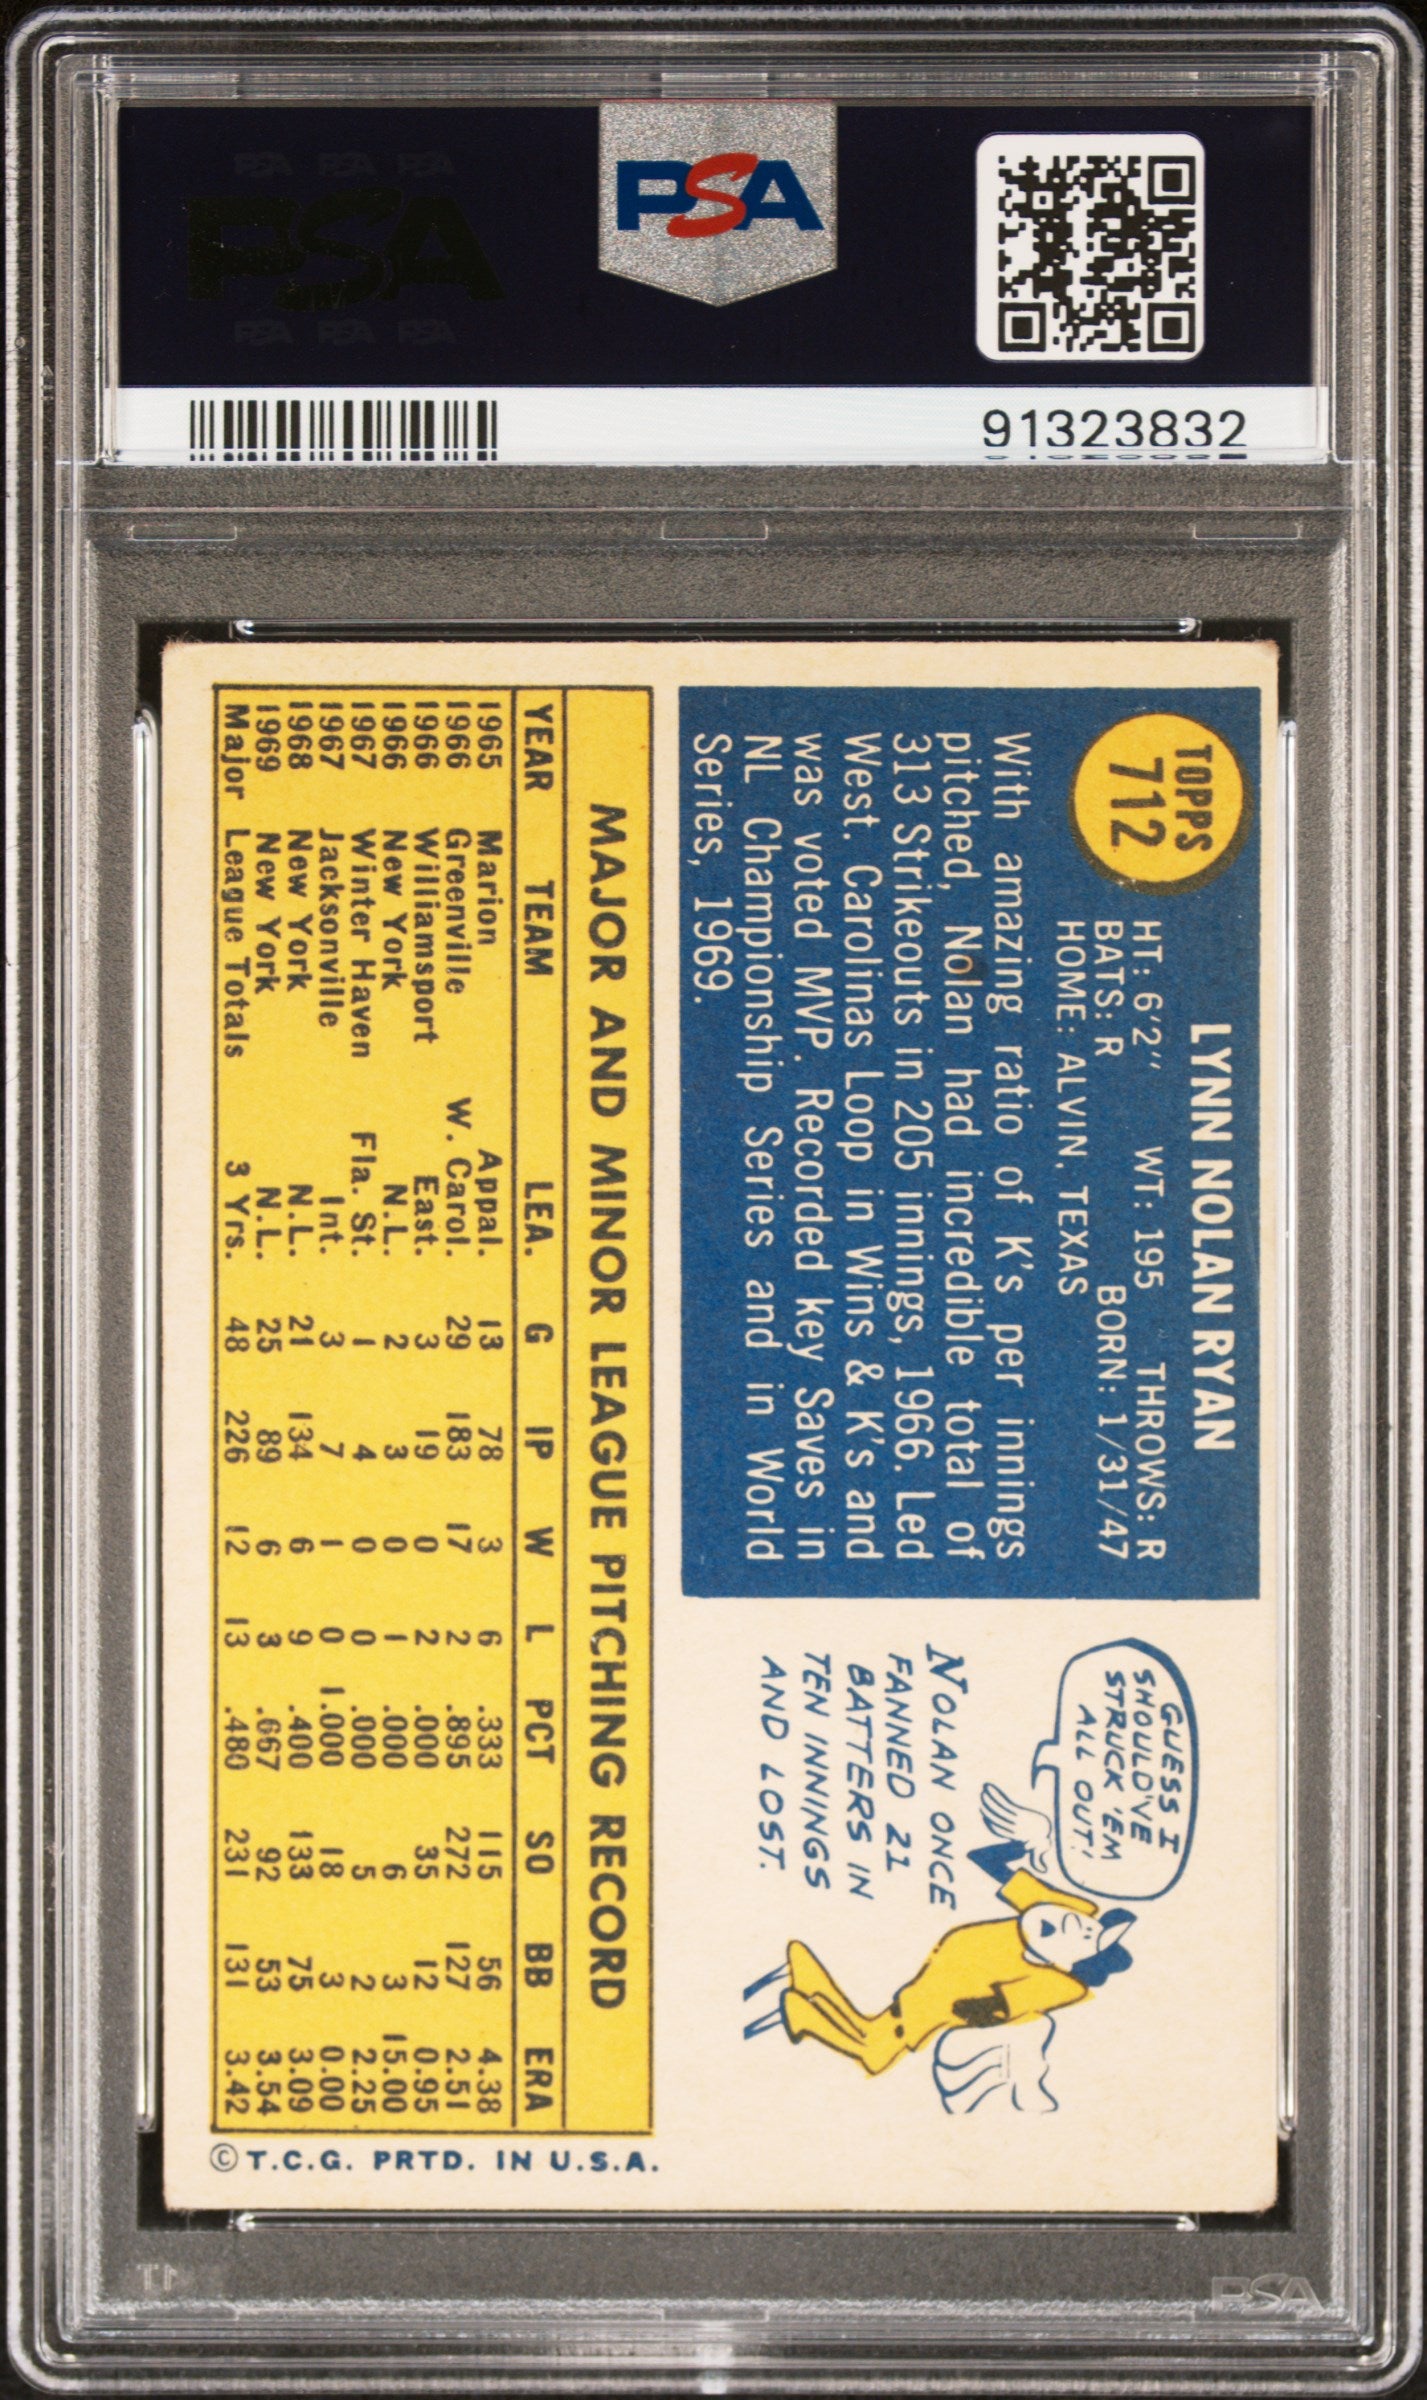 PSA PSA PSA
PSA
PSA PSA PSA
PSA
91323832
TOPPS
712
LYNN NOLAN RYAN
HT: 6'2" WT: 195 THROWS: R
BATS: R BORN: 1/31/47
HOME: ALVIN, TEXAS
With amazing ratio of K's per innings
pitched, Nolan had incredible total of
313 Strikeouts in 205 innings, 1966. Led
West. Carolinas Loop in Wins & K's and
was voted MVP. Recorded key Saves in
NL Championship Series and in World
Series, 1969.
GUESS I
SHOULD'VE
STRUCK 'EM
ALL OUT!
NOLAN ONCE
FANNED 21
BATTERS IN
TEN INNINGS
AND LOST.
MAJOR AND MINOR LEAGUE PITCHING RECORD
YEAR TEAM LEA. G IP W L PCT SO BB ERA
1965 Marion Appal. 13 78 3 6 .333 115 56 4.38
1966 Greenville W. Carol. 29 183 17 2 .895 272 127 2.51
1966 Williamsport East. 3 19 0 2 .000 35 12 0.95
1966 New York N.L. 2 3 0 1 .000 6 3 15.00
1967 Winter Haven Fla. St. 1 4 0 0 .000 5 2 2.25
1967 Jacksonville Int. 3 7 1 0 1.000 18 3 0.00
1968 New York N.L. 21 134 6 9 .400 133 75 3.09
1969 New York N.L. 25 89 6 3 .667 92 53 3.54
Major League Totals 3 Yrs. 48 226 12 13 .480 231 131 3.42
© T.C.G. PRTD. IN U.S.A.
PSA